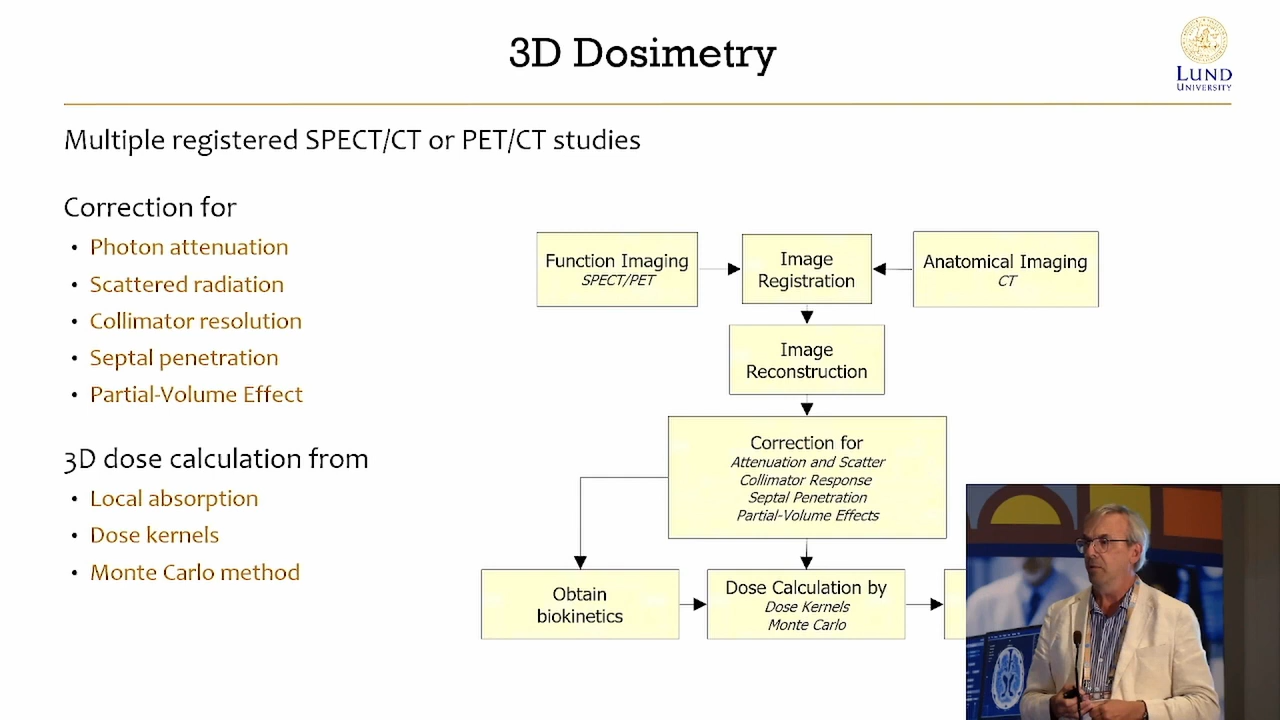 3D Dosimetry
LUND
UNIVERSITY
Multiple registered SPECT/CT or PET/CT studies
Correction for
• Photon attenuation
• Scattered radiation
• Collimator resolution
• Septal penetration
• Partial-Volume Effect
3D dose calculation from
• Local absorption
• Dose kernels
• Monte Carlo method
Function Imaging
SPECT/PET
Image
Registration
Anatomical Imaging
CT
Image
Reconstruction
Correction for
Attenuation and Scatter
Collimator Response
Septal Penetration
Partial-Volume Effects
Obtain
biokinetics
Dose Calculation by
Dose Kernels
Monte Carlo